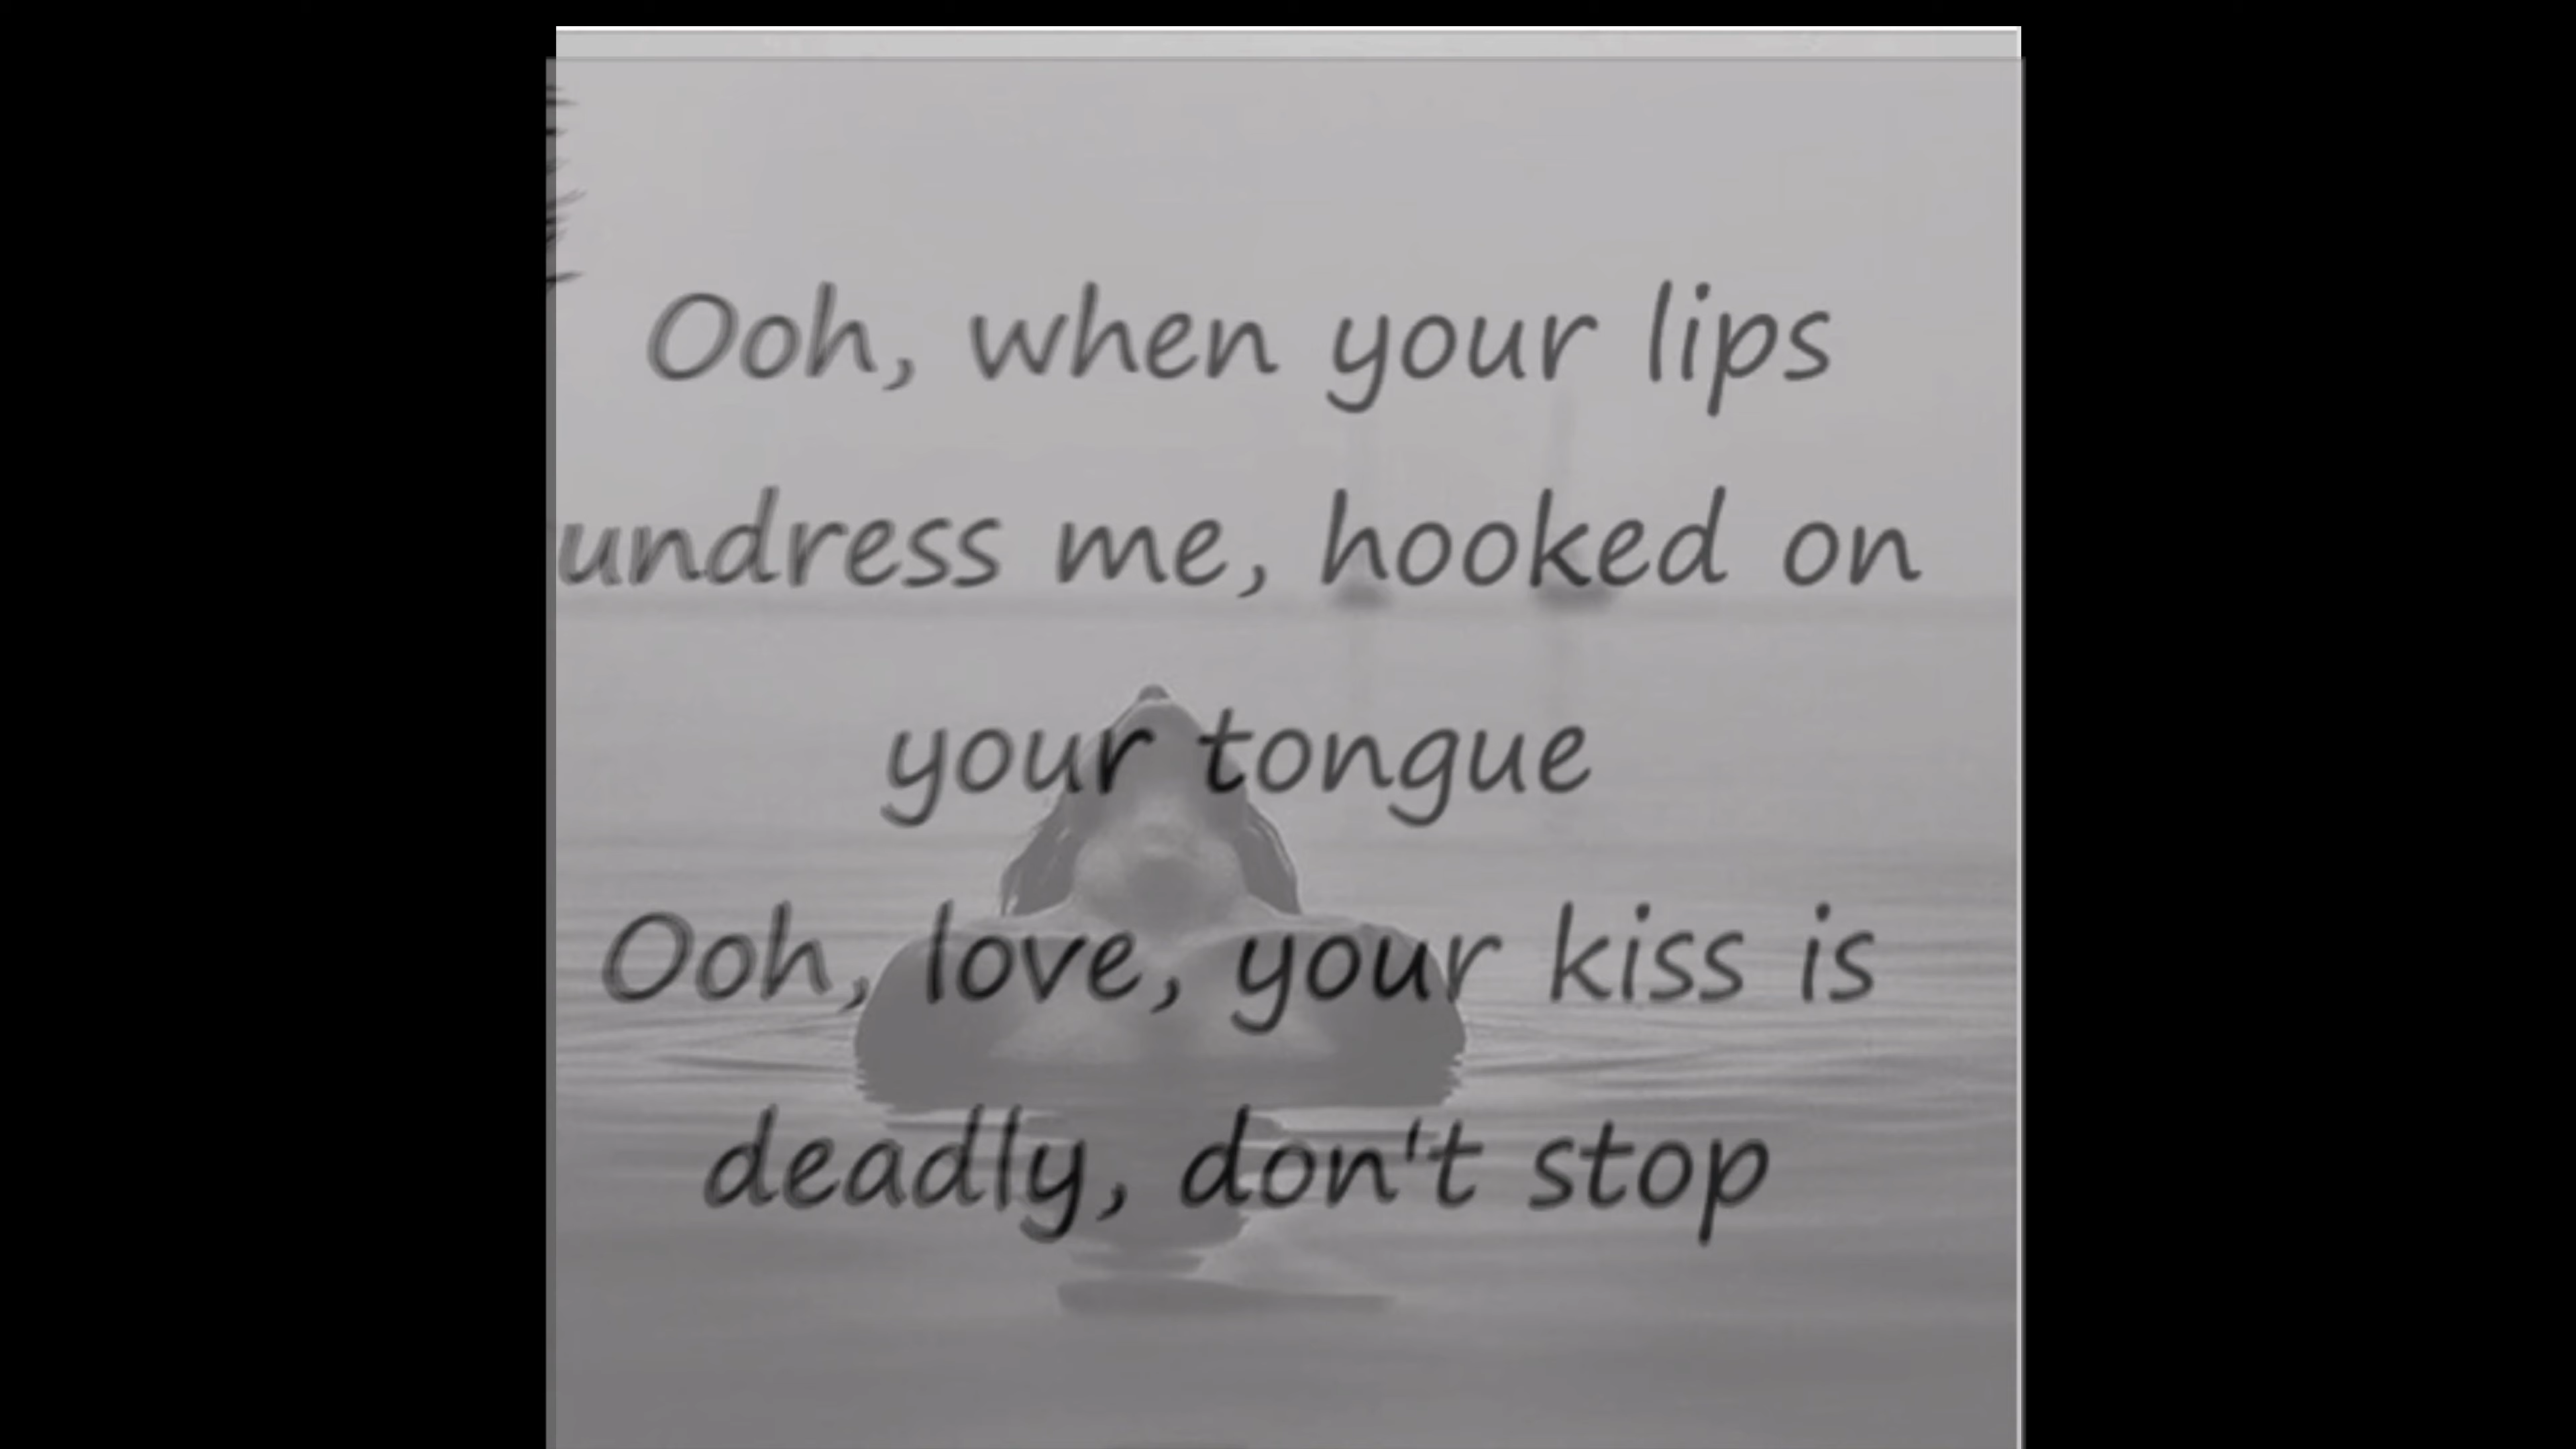 Ooh, when your lips
undress me, hooked on
your tongue
Ooh, love, your kiss is
deadly, don't stop